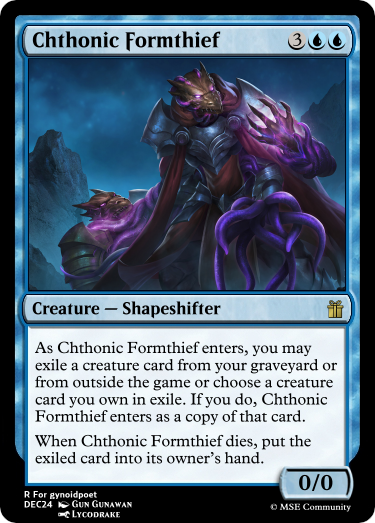 Chthonic Formthief 3
Creature — Shapeshifter
As Chthonic Formthief enters, you may
exile a creature card from your graveyard or
from outside the game or choose a creature
card you own in exile. If you do, Chthonic
Formthief enters as a copy of that card.
When Chthonic Formthief dies, put the
exiled card into its owner's hand.
0/0
R For gynoidpoet
DEC24 Gun Gunawan
Lycodrake
© MSE Community